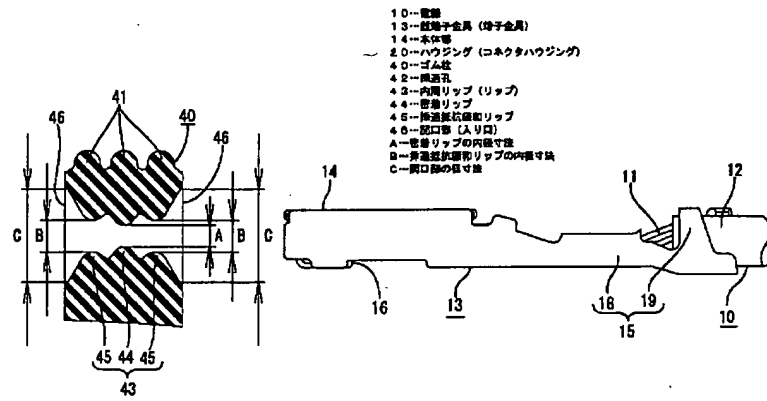 10…電線
13…雌端子金具（端子金具）
14…本体部
20…ハウジング（コネクタハウジング）
40…ゴム栓
42…挿通孔
43…内周リップ（リップ）
44…密着リップ
45…挿通抵抗緩和リップ
46…開口部（入り口）
A…密着リップの内径寸法
B…挿通抵抗緩和リップの内径寸法
C…開口部の径寸法
41
46
40
46
14
11
12
C
B
A
B
C
16
13
18
19
10
15
45
44
45
43